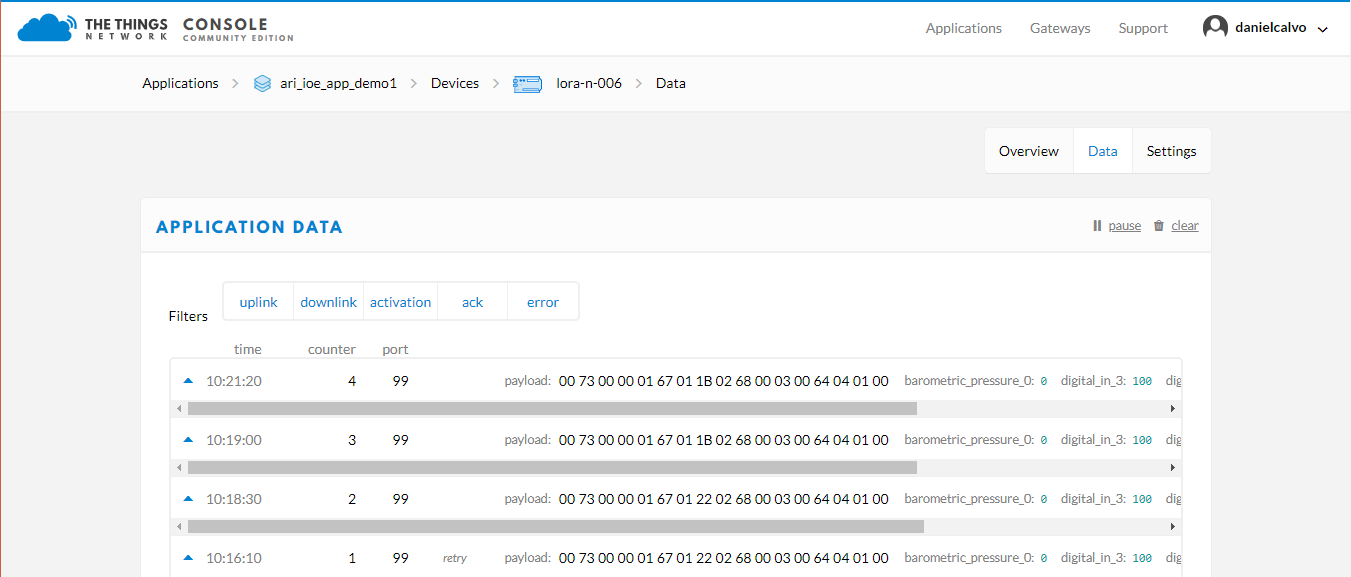 THE THINGS NETWORK CONSOLE COMMUNITY EDITION Applications Gateways Support danielcalvo
Applications > ari_ioe_app_demo1 > Devices > lora-n-006 > Data
Overview Data Settings
APPLICATION DATA pause clear
Filters uplink downlink activation ack error
time counter port
10:21:20 4 99 payload: 00 73 00 00 01 67 01 1B 02 68 00 03 00 64 04 01 00 barometric_pressure_0: 0 digital_in_3: 100 dig
10:19:00 3 99 payload: 00 73 00 00 01 67 01 1B 02 68 00 03 00 64 04 01 00 barometric_pressure_0: 0 digital_in_3: 100 dig
10:18:30 2 99 payload: 00 73 00 00 01 67 01 22 02 68 00 03 00 64 04 01 00 barometric_pressure_0: 0 digital_in_3: 100 dig
10:16:10 1 99 retry payload: 00 73 00 00 01 67 01 22 02 68 00 03 00 64 04 01 00 barometric_pressure_0: 0 digital_in_3: 100 dig